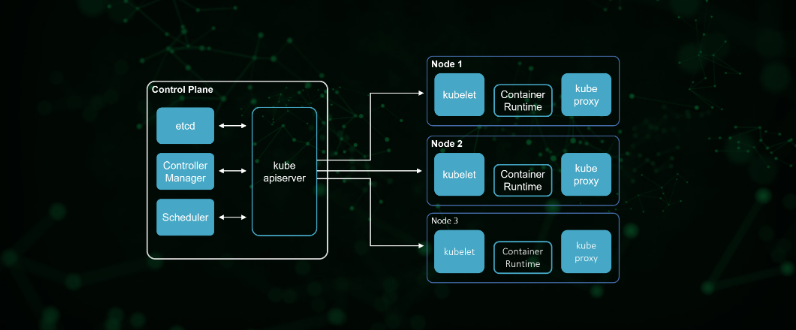 Control Plane
etcd
Controller
Manager
Scheduler
kube
apiserver
Node 1
kubelet
Container
Runtime
kube
proxy
Node 2
kubelet
Container
Runtime
kube
proxy
Node 3
kubelet
Container
Runtime
kube
proxy